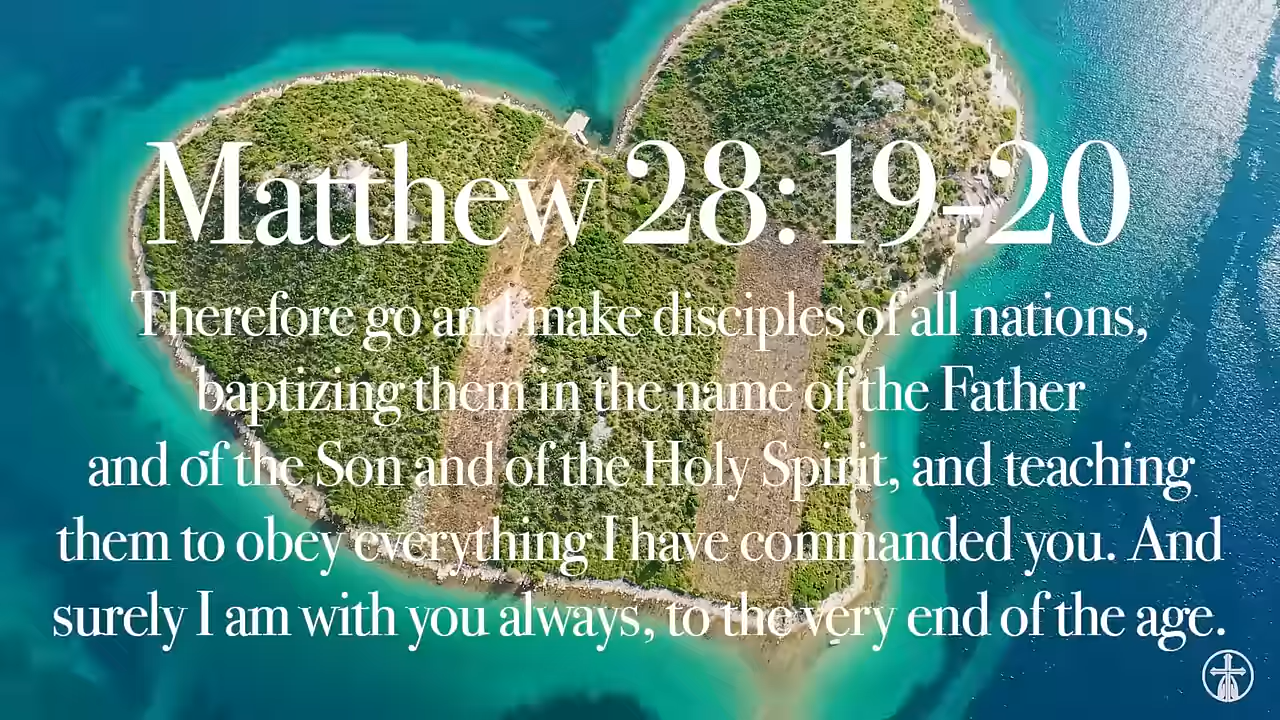 Matthew 28:19-20
Therefore go and make disciples of all nations,
baptizing them in the name of the Father
and of the Son and of the Holy Spirit, and teaching
them to obey everything I have commanded you. And
surely I am with you always, to the very end of the age.